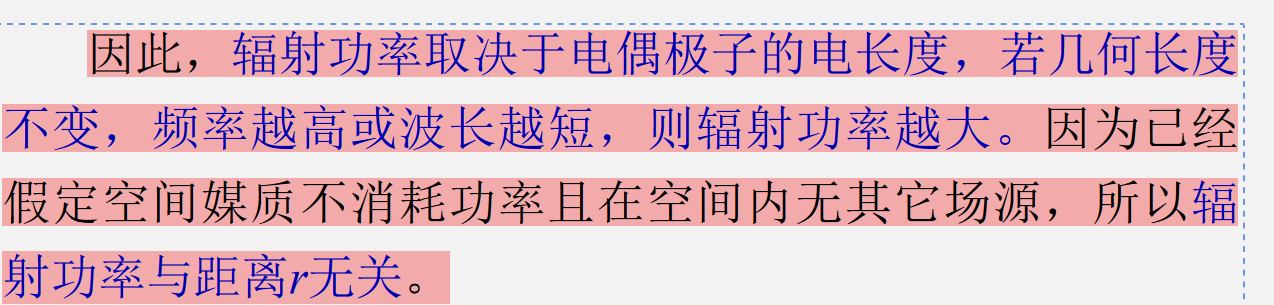 因此，辐射功率取决于电偶极子的电长度，若几何长度
不变，频率越高或波长越短，则辐射功率越大。因为已经
假定空间媒质不消耗功率且在空间内无其它场源，所以辐
射功率与距离r无关。